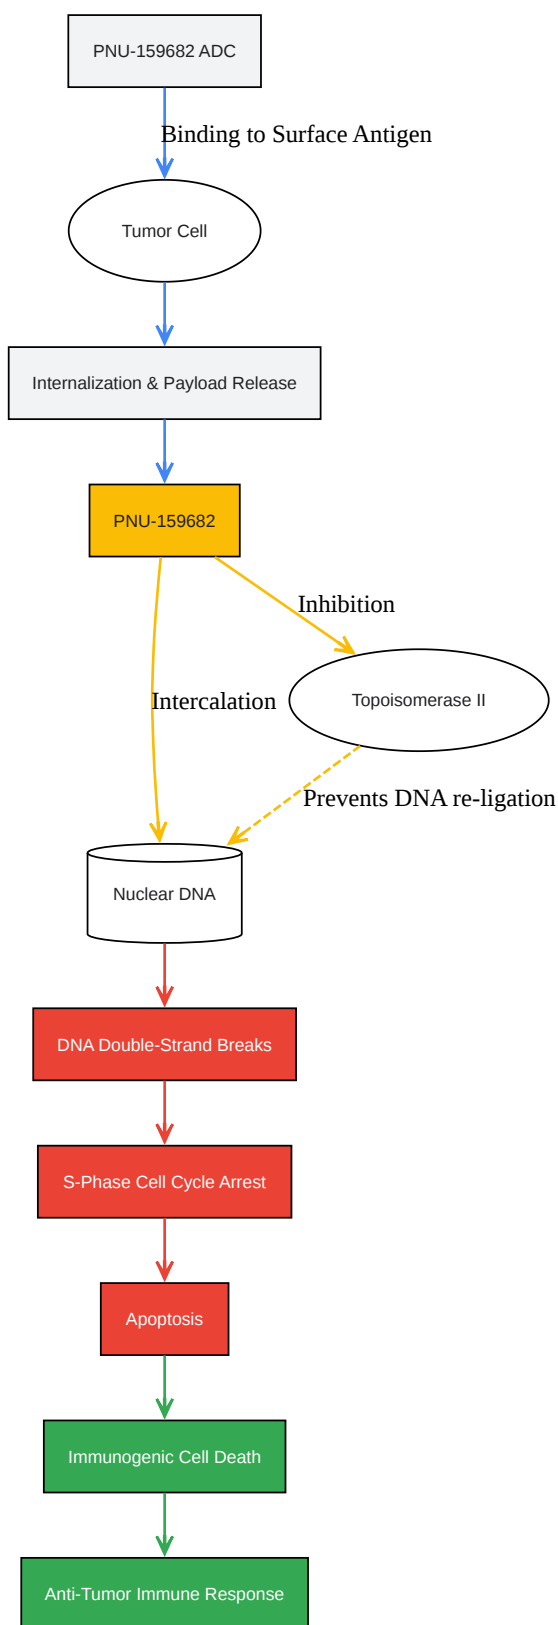 PNU-159682 ADC
Binding to Surface Antigen
Tumor Cell
Internalization & Payload Release
PNU-159682
Inhibition
Intercalation
Topoisomerase II
Prevents DNA re-ligation
Nuclear DNA
DNA Double-Strand Breaks
S-Phase Cell Cycle Arrest
Apoptosis
Immunogenic Cell Death
Anti-Tumor Immune Response